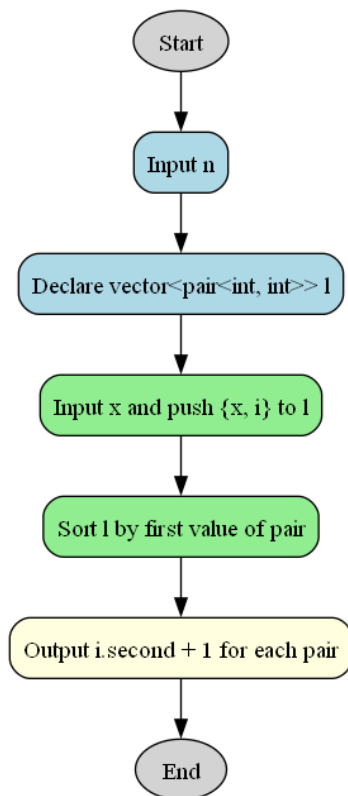 Start
Input n
Declare vector<pair<int, int>> l
Input x and push {x, i} to l
Sort l by first value of pair
Output i.second + 1 for each pair
End